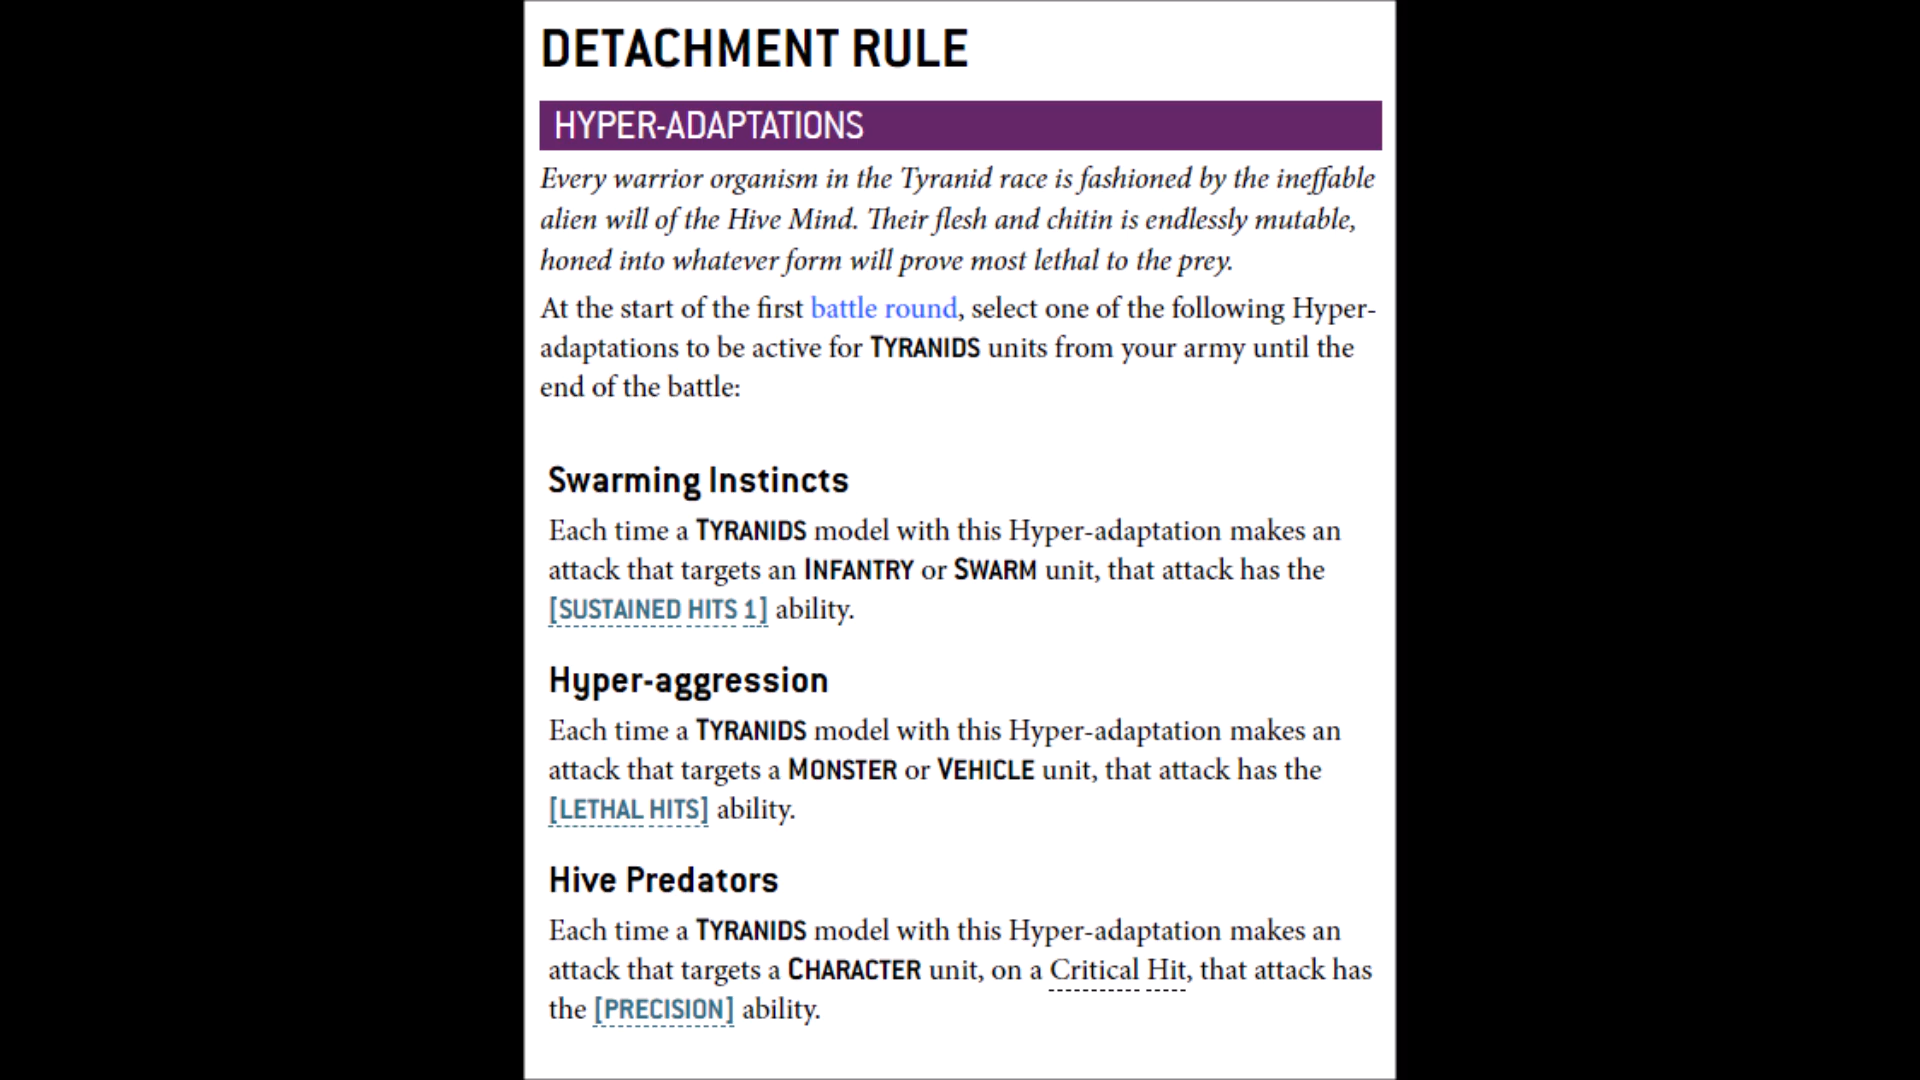 DETACHMENT RULE
HYPER-ADAPTATIONS
Every warrior organism in the Tyranid race is fashioned by the ineffable
alien will of the Hive Mind. Their flesh and chitin is endlessly mutable,
honed into whatever form will prove most lethal to the prey.
At the start of the first battle round, select one of the following Hyper-
adaptations to be active for TYRANIDS units from your army until the
end of the battle:
Swarming Instincts
Each time a TYRANIDS model with this Hyper-adaptation makes an
attack that targets an INFANTRY or SWARM unit, that attack has the
[SUSTAINED HITS 1] ability.
Hyper-aggression
Each time a TYRANIDS model with this Hyper-adaptation makes an
attack that targets a MONSTER or VEHICLE unit, that attack has the
[LETHAL HITS] ability.
Hive Predators
Each time a TYRANIDS model with this Hyper-adaptation makes an
attack that targets a CHARACTER unit, on a Critical Hit, that attack has
the [PRECISION] ability.